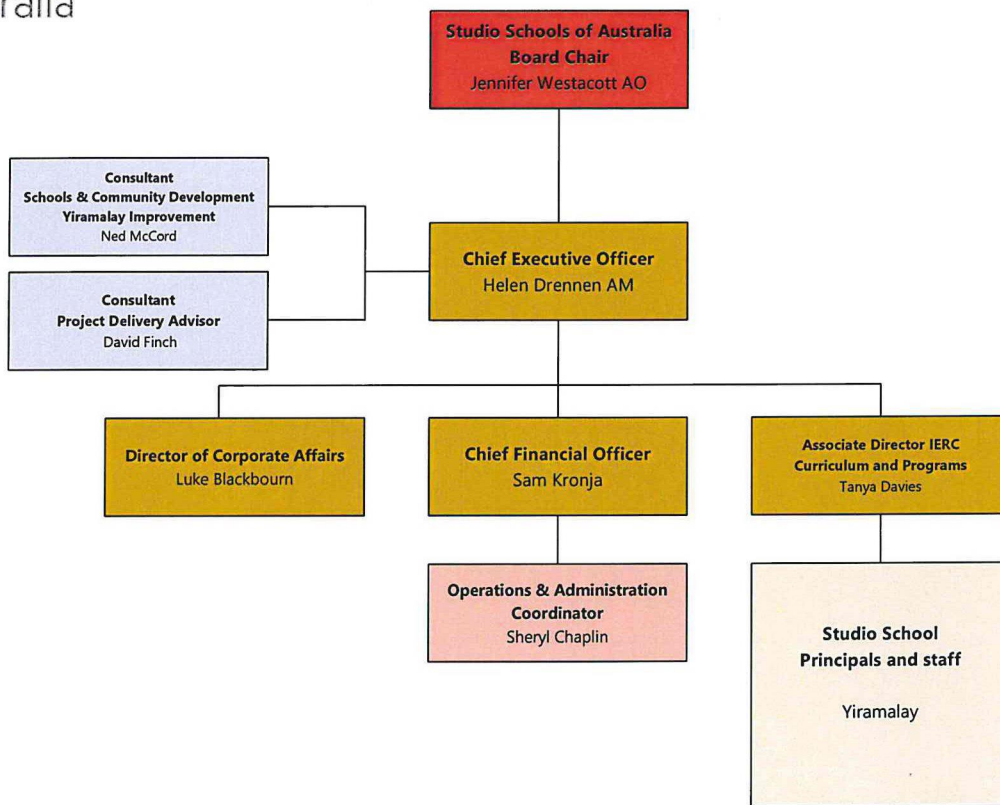 Studio Schools of Australia
Board Chair
Jennifer Westacott AO
Consultant
Schools & Community Development
Yiramalay Improvement
Ned McCord
Chief Executive Officer
Helen Drennen AM
Consultant
Project Delivery Advisor
David Finch
Director of Corporate Affairs
Luke Blackbourn
Chief Financial Officer
Sam Kronja
Associate Director IERC
Curriculum and Programs
Tanya Davies
Operations & Administration
Coordinator
Sheryl Chaplin
Studio School
Principals and staff
Yiramalay